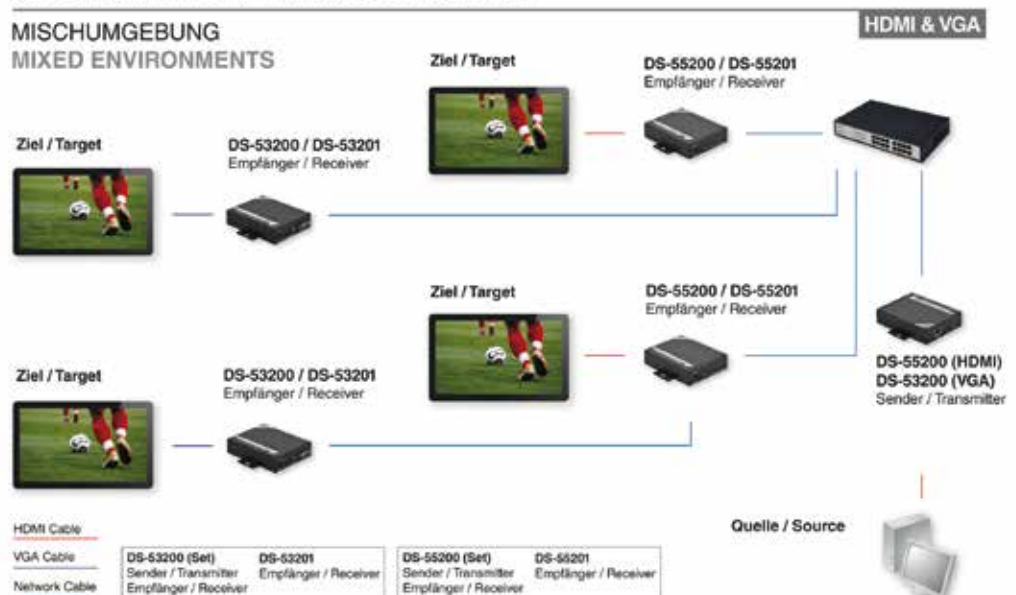 MISCHUMGEBUNG
MIXED ENVIRONMENTS
HDMI & VGA
Ziel / Target
DS-55200 / DS-55201
Empfänger / Receiver
Ziel / Target
DS-53200 / DS-53201
Empfänger / Receiver
Ziel / Target
DS-55200 / DS-55201
Empfänger / Receiver
DS-55200 (HDMI)
DS-53200 (VGA)
Sender / Transmitter
Ziel / Target
DS-53200 / DS-53201
Empfänger / Receiver
Quelle / Source
HDMI Cable
VGA Cable
Network Cable
DS-53200 (Set)
Sender / Transmitter
Empfänger / Receiver
DS-53201
Empfänger / Receiver
DS-55200 (Set)
Sender / Transmitter
Empfänger / Receiver
DS-55201
Empfänger / Receiver